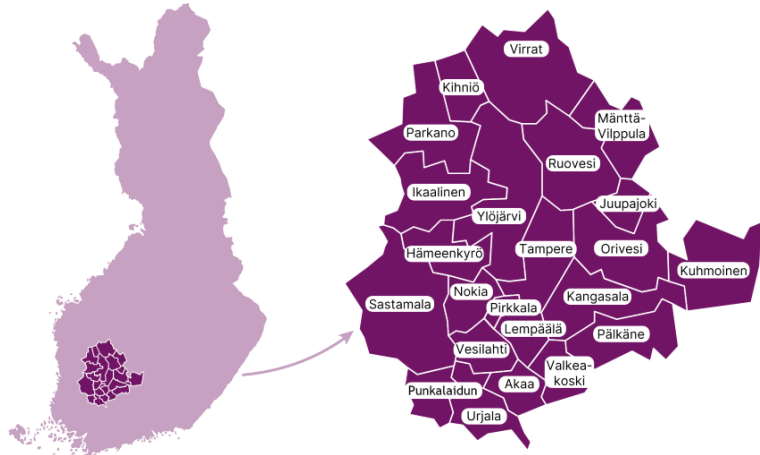 Virrat
Kihniö
Mänttä-
Vilppula
Parkano
Ruovesi
Ikaalinen
Juupajoki
Ylöjärvi
Hämeenkyrö
Tampere
Orivesi
Kuhmoinen
Nokia
Sastamala
Kangasala
Pirkkala
Lempäälä
Pälkäne
Vesilahti
Valkea-
koski
Akaa
Punkalaidun
Urjala